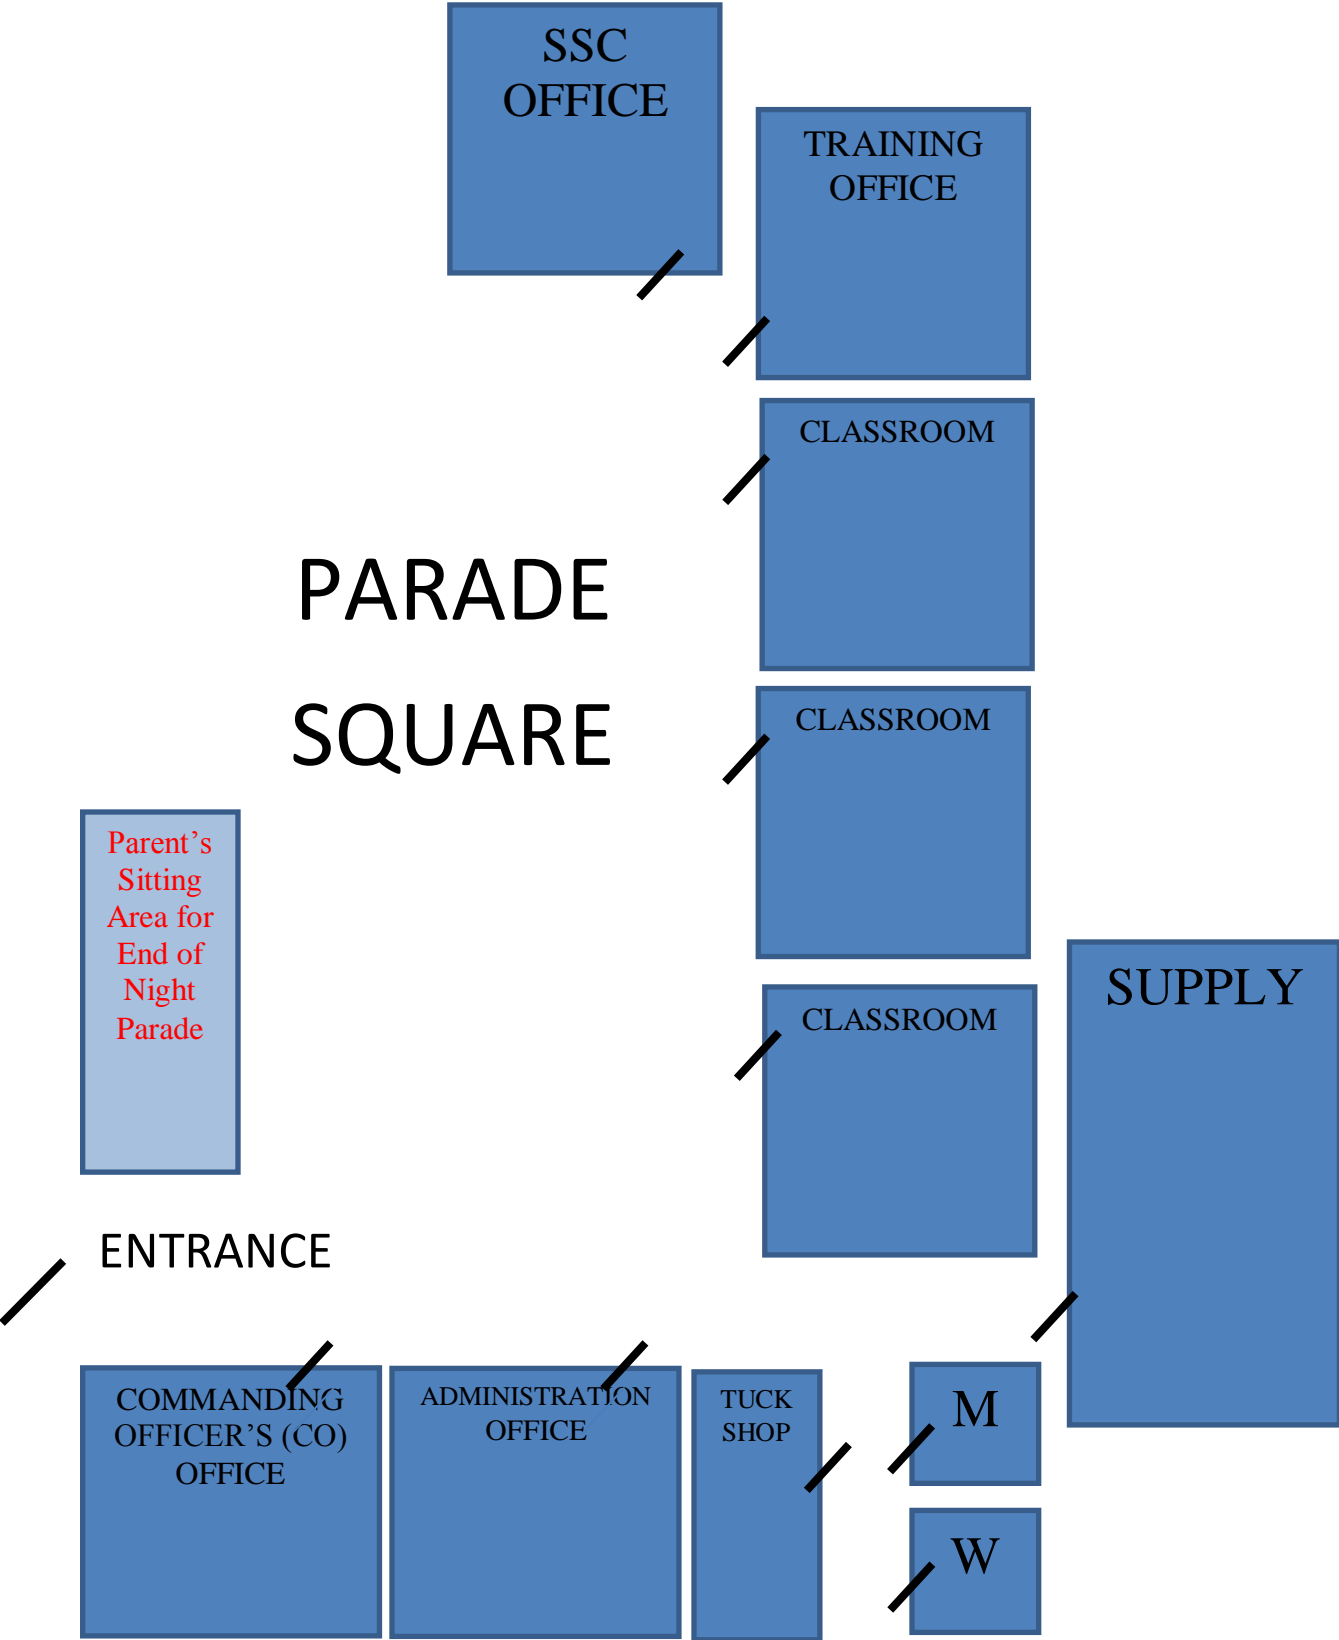 SSC
OFFICE
TRAINING
OFFICE
CLASSROOM
PARADE
SQUARE
CLASSROOM
Parent’s
Sitting
Area for
End of
Night
Parade
SUPPLY
CLASSROOM
ENTRANCE
COMMANDING
OFFICER’S (CO)
OFFICE
ADMINISTRATION
OFFICE
TUCK
SHOP
M
W